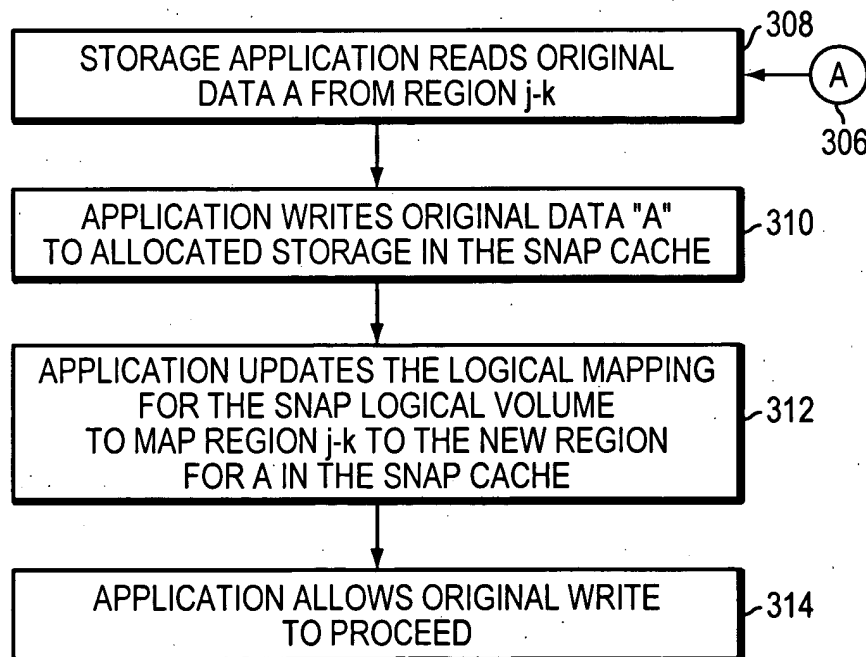 STORAGE APPLICATION READS ORIGINAL
DATA A FROM REGION j-k
308
A
306
APPLICATION WRITES ORIGINAL DATA "A"
TO ALLOCATED STORAGE IN THE SNAP CACHE
310
APPLICATION UPDATES THE LOGICAL MAPPING
FOR THE SNAP LOGICAL VOLUME
TO MAP REGION j-k TO THE NEW REGION
FOR A IN THE SNAP CACHE
312
APPLICATION ALLOWS ORIGINAL WRITE
TO PROCEED
314